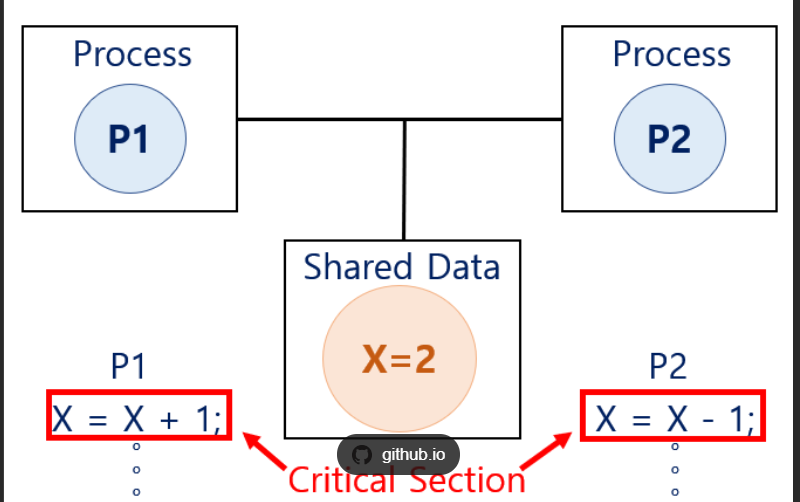 Process
P1
Process
P2
Shared Data
X=2
P1
X = X + 1;
P2
X = X - 1;
github.io
Critical Section